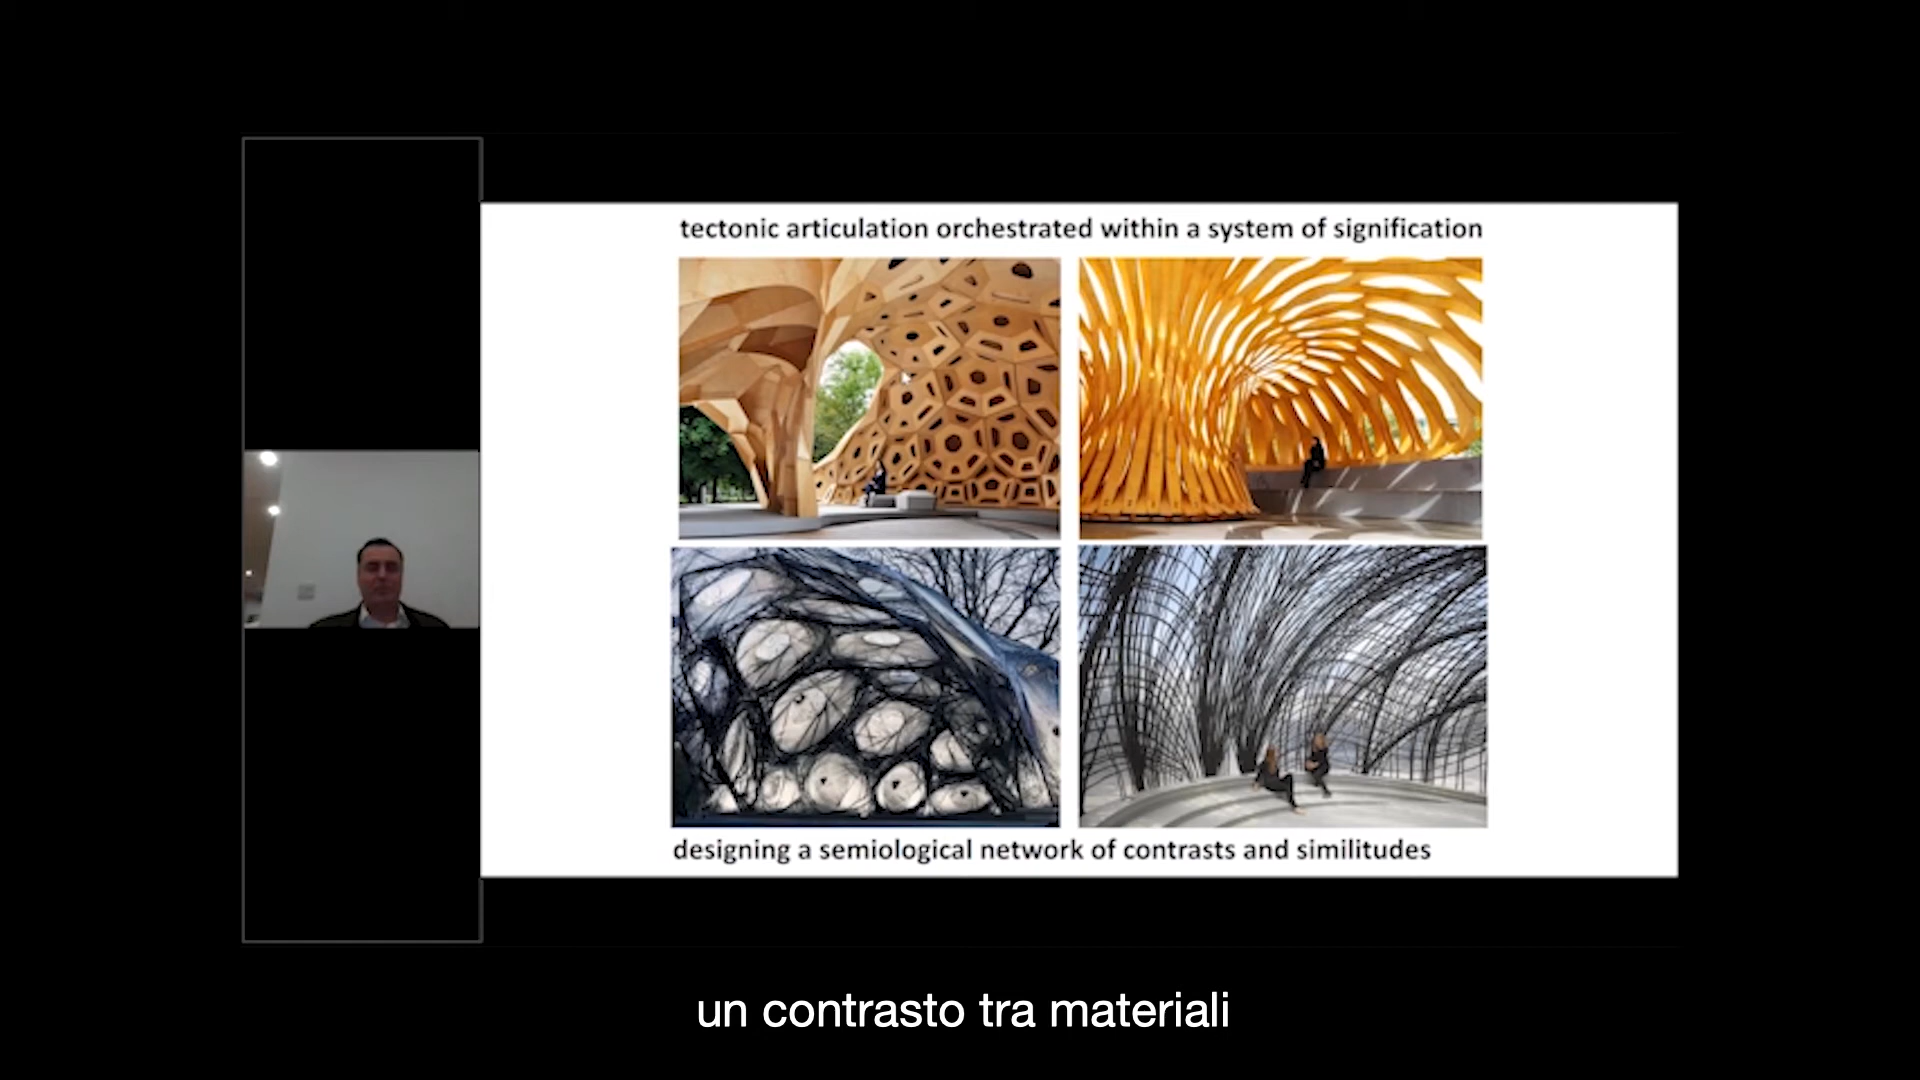 tectonic articulation orchestrated within a system of signification
designing a semiological network of contrasts and similitudes
un contrasto tra materiali